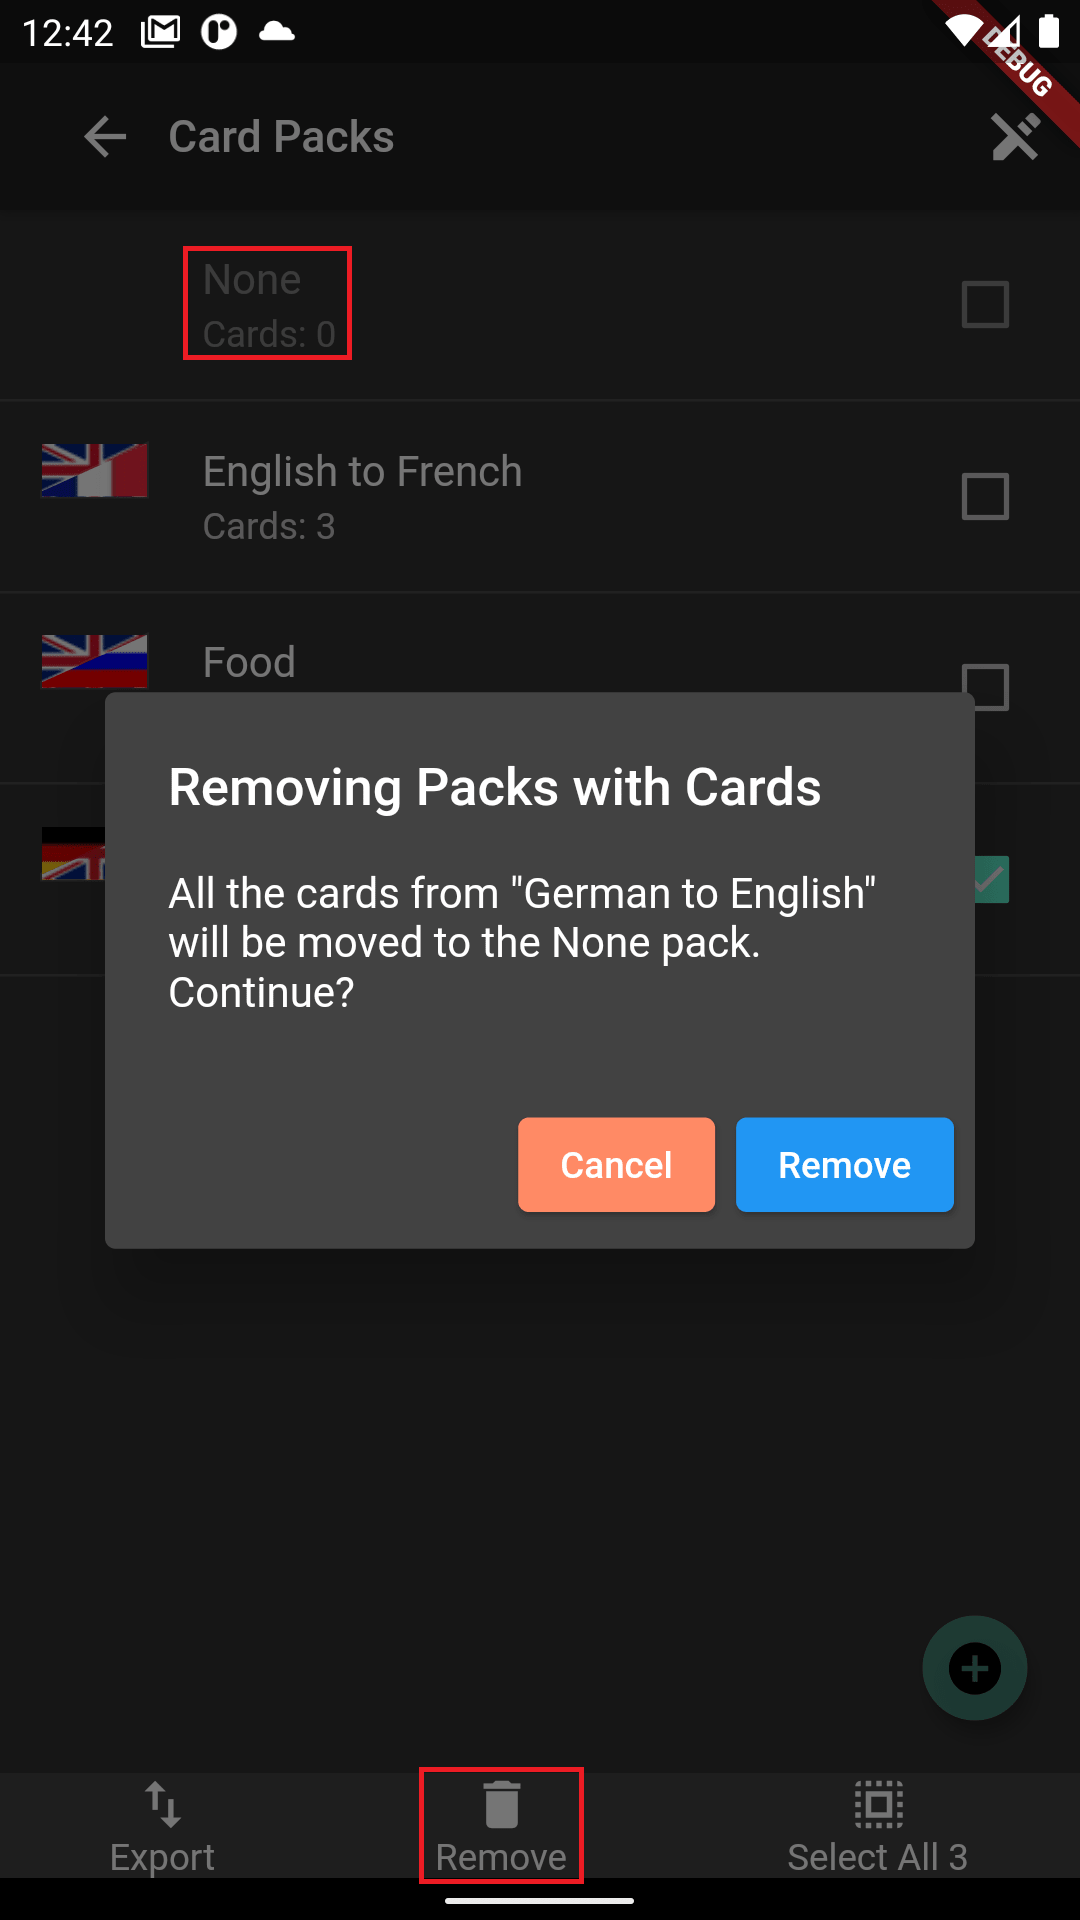 12:42
DEBUG
Card Packs
None
Cards: 0
English to French
Cards: 3
Food
Removing Packs with Cards
All the cards from "German to English"
will be moved to the None pack.
Continue?
Cancel
Remove
Export
Remove
Select All 3